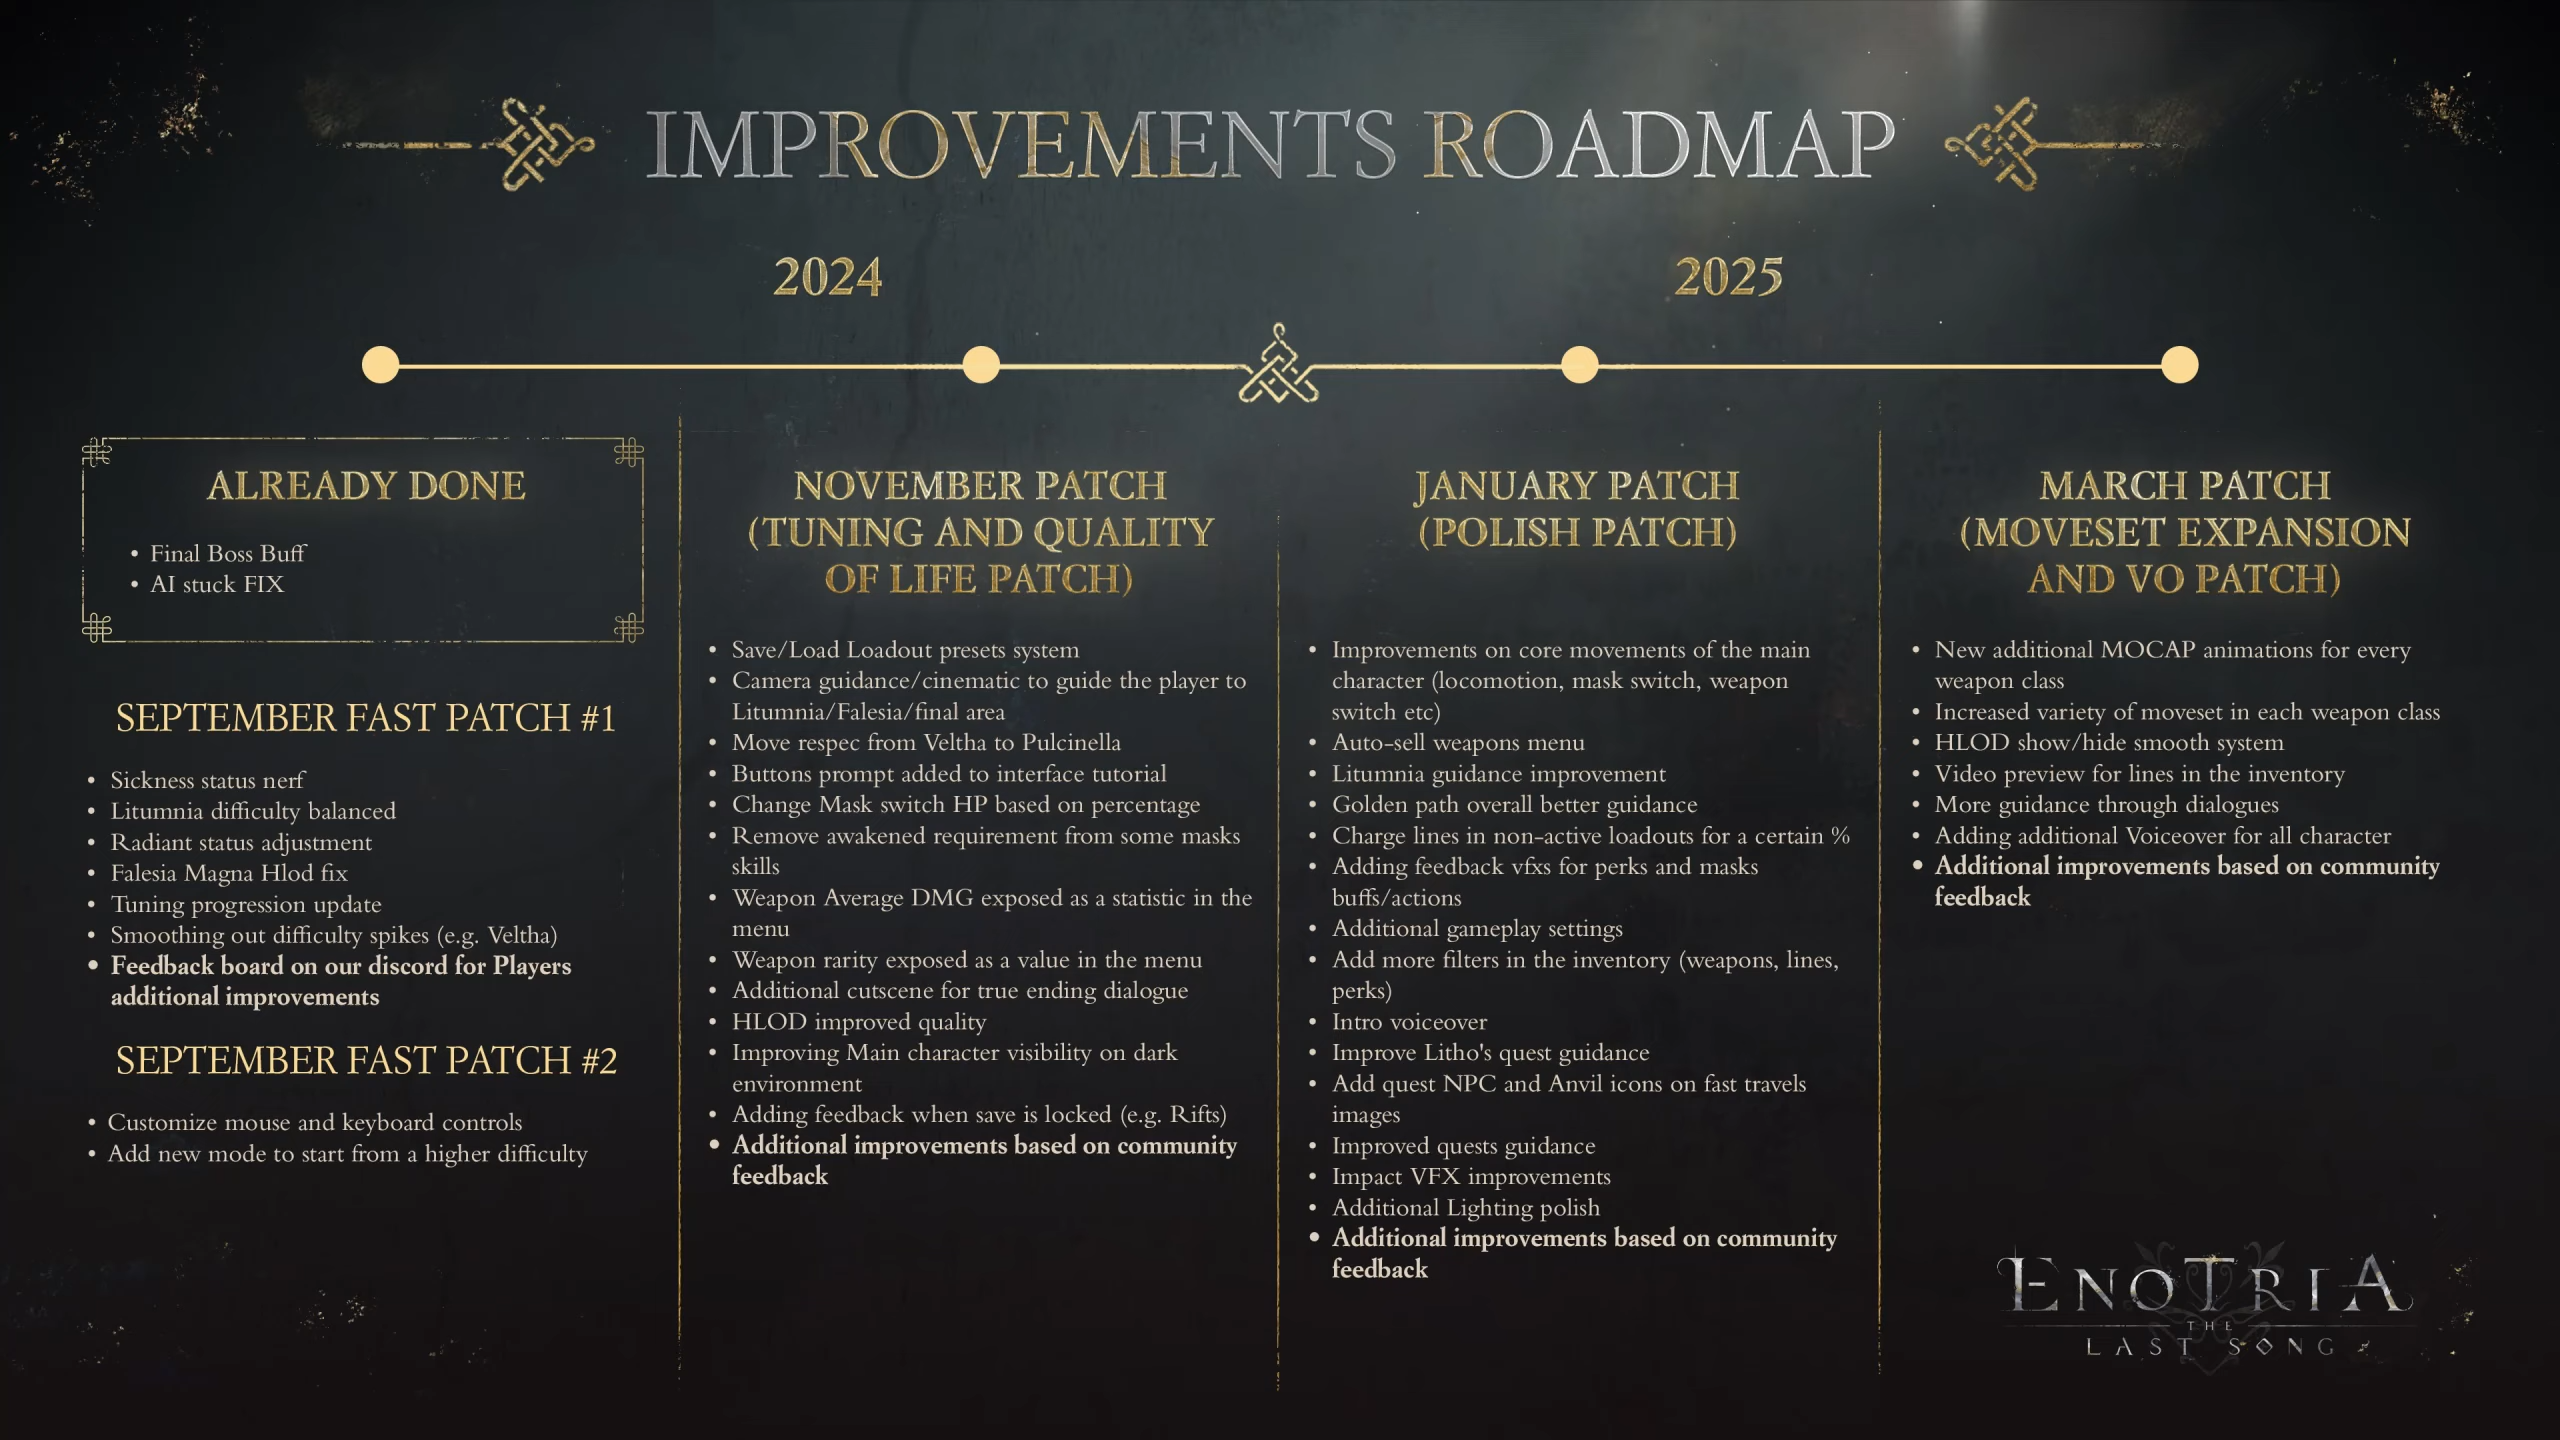 IMPROVEMENTS ROADMAP
2024
2025
ALREADY DONE
• Final Boss Buff
• AI stuck FIX
SEPTEMBER FAST PATCH #1
• Sickness status nerf
• Litumnia difficulty balanced
• Radiant status adjustment
• Falesia Magna Hlod fix
• Tuning progression update
• Smoothing out difficulty spikes (e.g. Veltha)
• Feedback board on our discord for Players
additional improvements
SEPTEMBER FAST PATCH #2
• Customize mouse and keyboard controls
• Add new mode to start from a higher difficulty
NOVEMBER PATCH
(TUNING AND QUALITY
OF LIFE PATCH)
• Save/Load Loadout presets system
• Camera guidance/cinematic to guide the player to
Litumnia/Falesia/final area
• Move respec from Veltha to Pulcinella
• Buttons prompt added to interface tutorial
• Change Mask switch HP based on percentage
• Remove awakened requirement from some masks
skills
• Weapon Average DMG exposed as a statistic in the
menu
• Weapon rarity exposed as a value in the menu
• Additional cutscene for true ending dialogue
• HLOD improved quality
• Improving Main character visibility on dark
environment
• Adding feedback when save is locked (e.g. Rifts)
• Additional improvements based on community
feedback
JANUARY PATCH
(POLISH PATCH)
• Improvements on core movements of the main
character (locomotion, mask switch, weapon
switch etc)
• Auto-sell weapons menu
• Litumnia guidance improvement
• Golden path overall better guidance
• Charge lines in non-active loadouts for a certain %
• Adding feedback vfxs for perks and masks
buffs/actions
• Additional gameplay settings
• Add more filters in the inventory (weapons, lines,
perks)
• Intro voiceover
• Improve Litho's quest guidance
• Add quest NPC and Anvil icons on fast travels
images
• Improved quests guidance
• Impact VFX improvements
• Additional Lighting polish
• Additional improvements based on community
feedback
MARCH PATCH
(MOVESET EXPANSION
AND VO PATCH)
• New additional MOCAP animations for every
weapon class
• Increased variety of moveset in each weapon class
• HLOD show/hide smooth system
• Video preview for lines in the inventory
• More guidance through dialogues
• Adding additional Voiceover for all character
• Additional improvements based on community
feedback
ENOTRIA
THE
LAST SONG